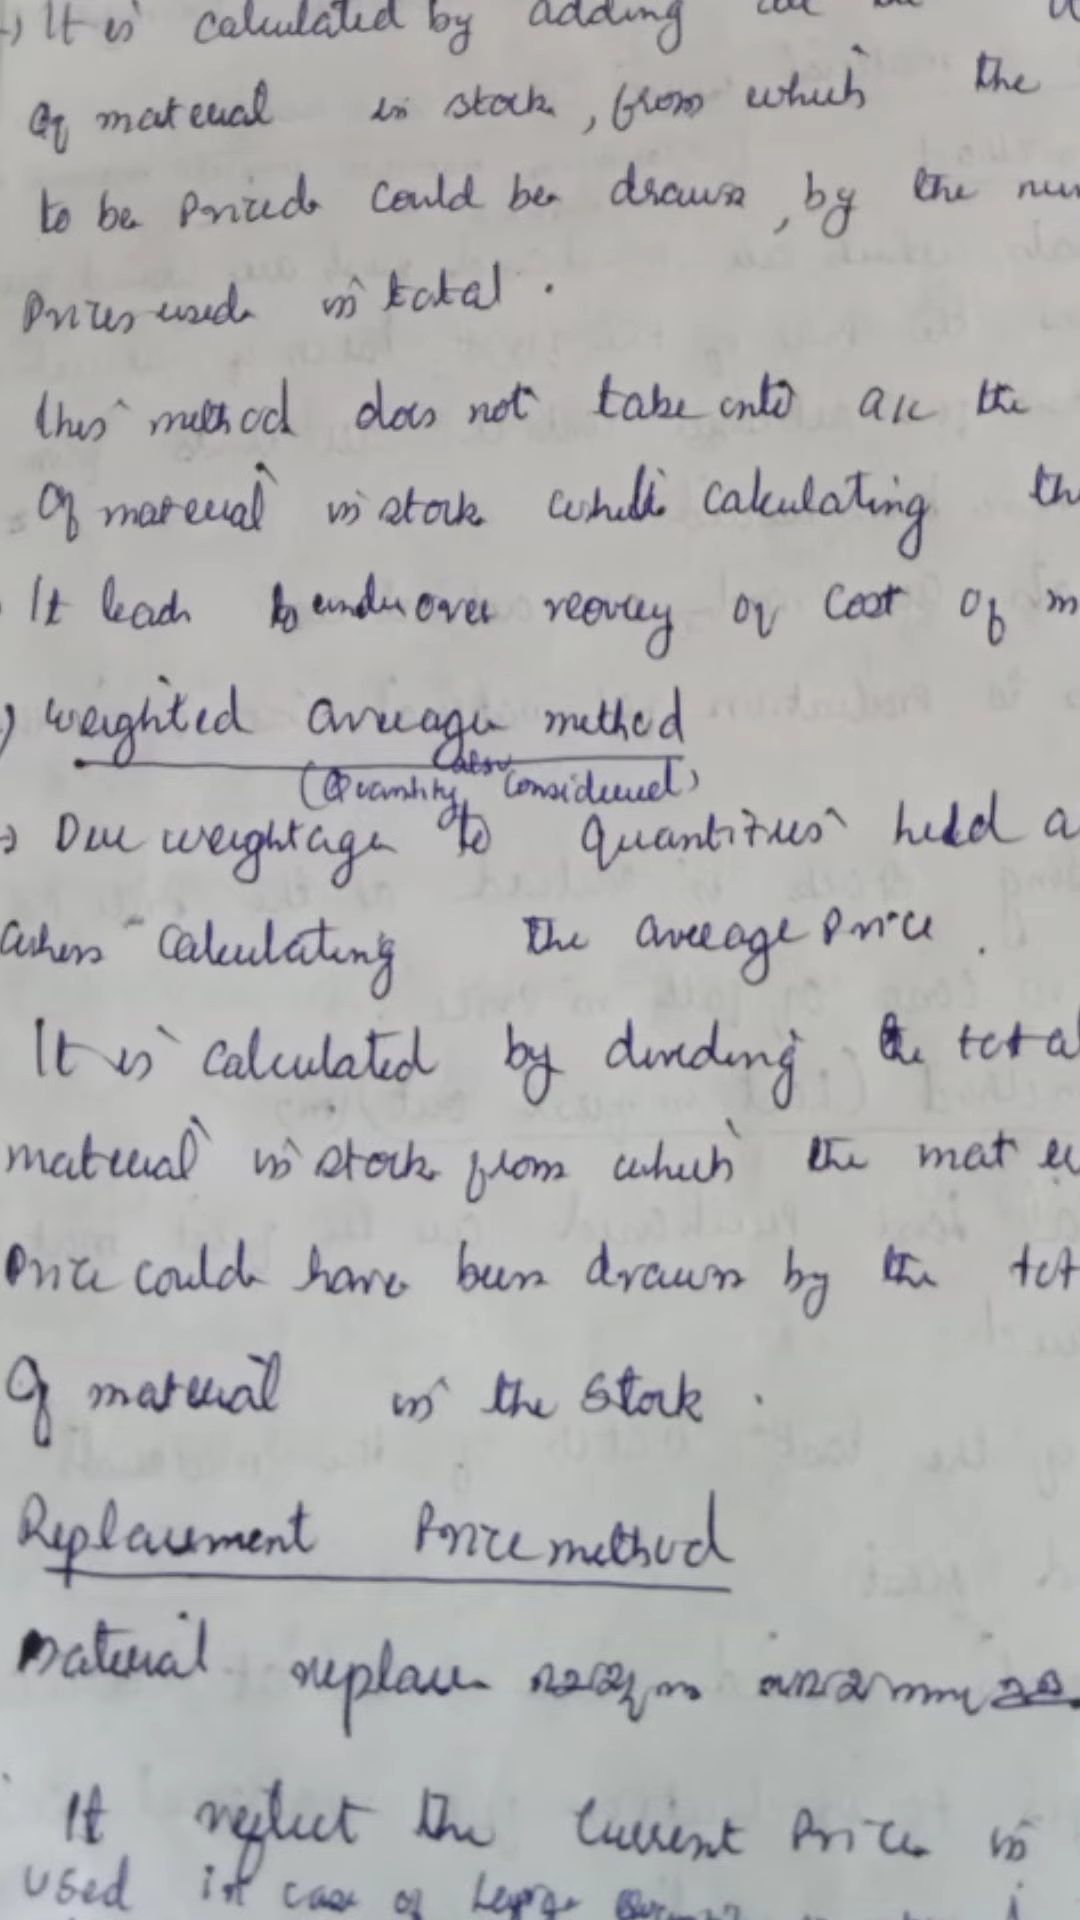 It is calculated by adding
of material in stock, from which the
to be Priced could be drawn, by the
Prices used in total.
this method does not take into a/c the
Of material in stock while calculating
It leads to under over recovery of Cost of
weighted average method
(Quantity also Considered)
Due weightage to quantities held
when Calculating the average Price.
It is calculated by dividing the
material in stock from which the
Price could have been drawn by the
Of material in the Stock.
Replacement Price method
Material replace
It neglect the Current Price in
used in case of